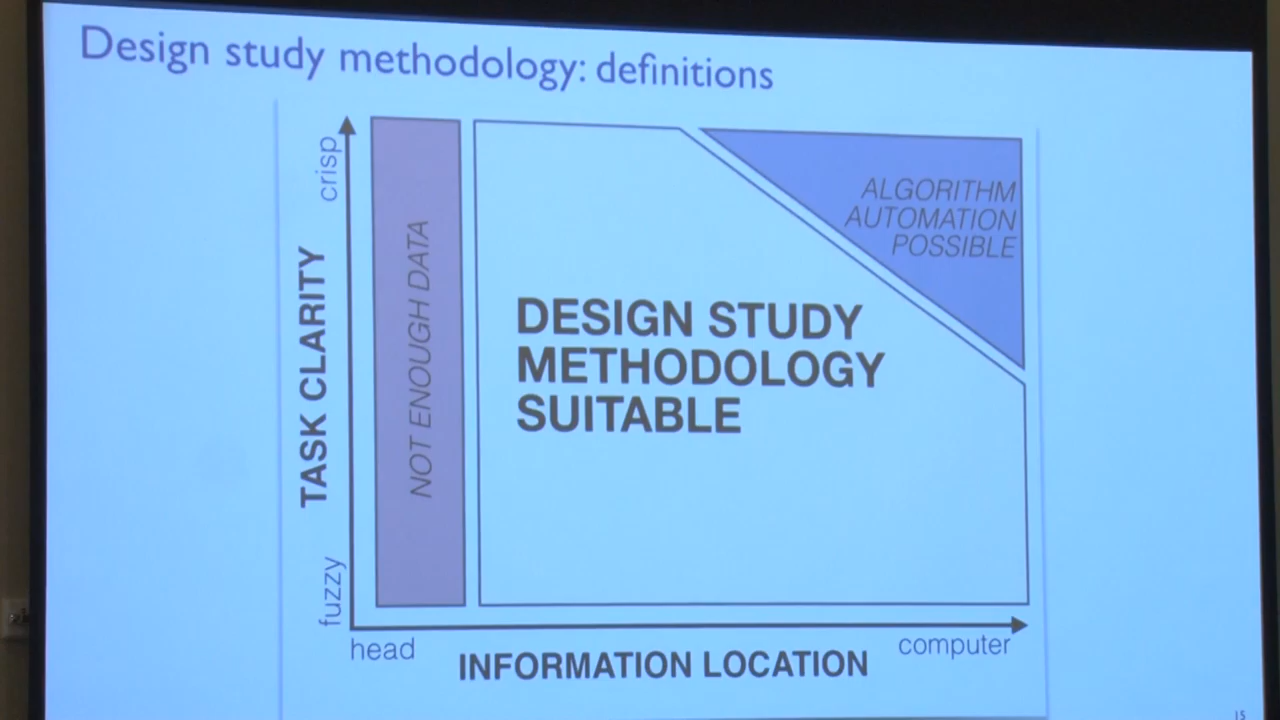 Design study methodology: definitions
crisp
TASK CLARITY
fuzzy
NOT ENOUGH DATA
ALGORITHM
AUTOMATION
POSSIBLE
DESIGN STUDY
METHODOLOGY
SUITABLE
head
computer
INFORMATION LOCATION
15